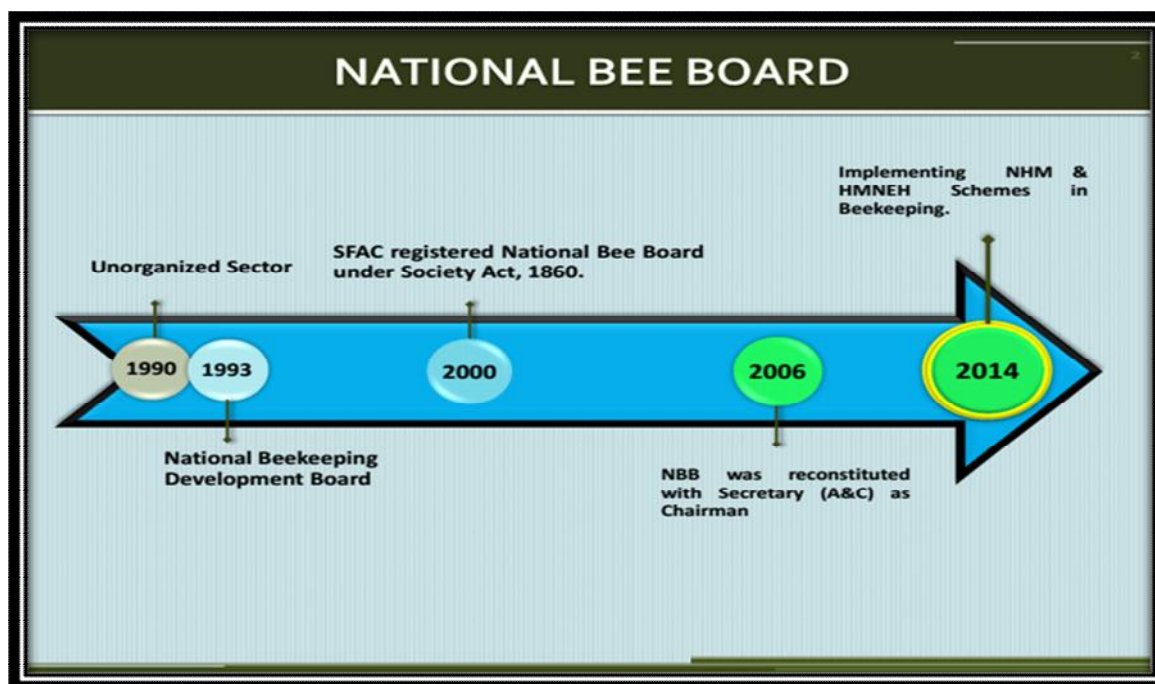 2
NATIONAL BEE BOARD
Implementing NHM &
HMNEH Schemes in
Beekeeping.
SFAC registered National Bee Board
under Society Act, 1860.
Unorganized Sector
1990
1993
2000
2006
2014
National Beekeeping
Development Board
NBB was reconstituted
with Secretary (A&C) as
Chairman